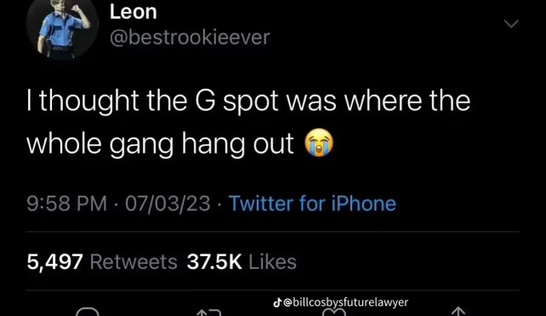 Leon
@bestrookieever
I thought the G spot was where the
whole gang hang out 😭
9:58 PM · 07/03/23 · Twitter for iPhone
5,497 Retweets 37.5K Likes
@billcosbysfuturelawyer